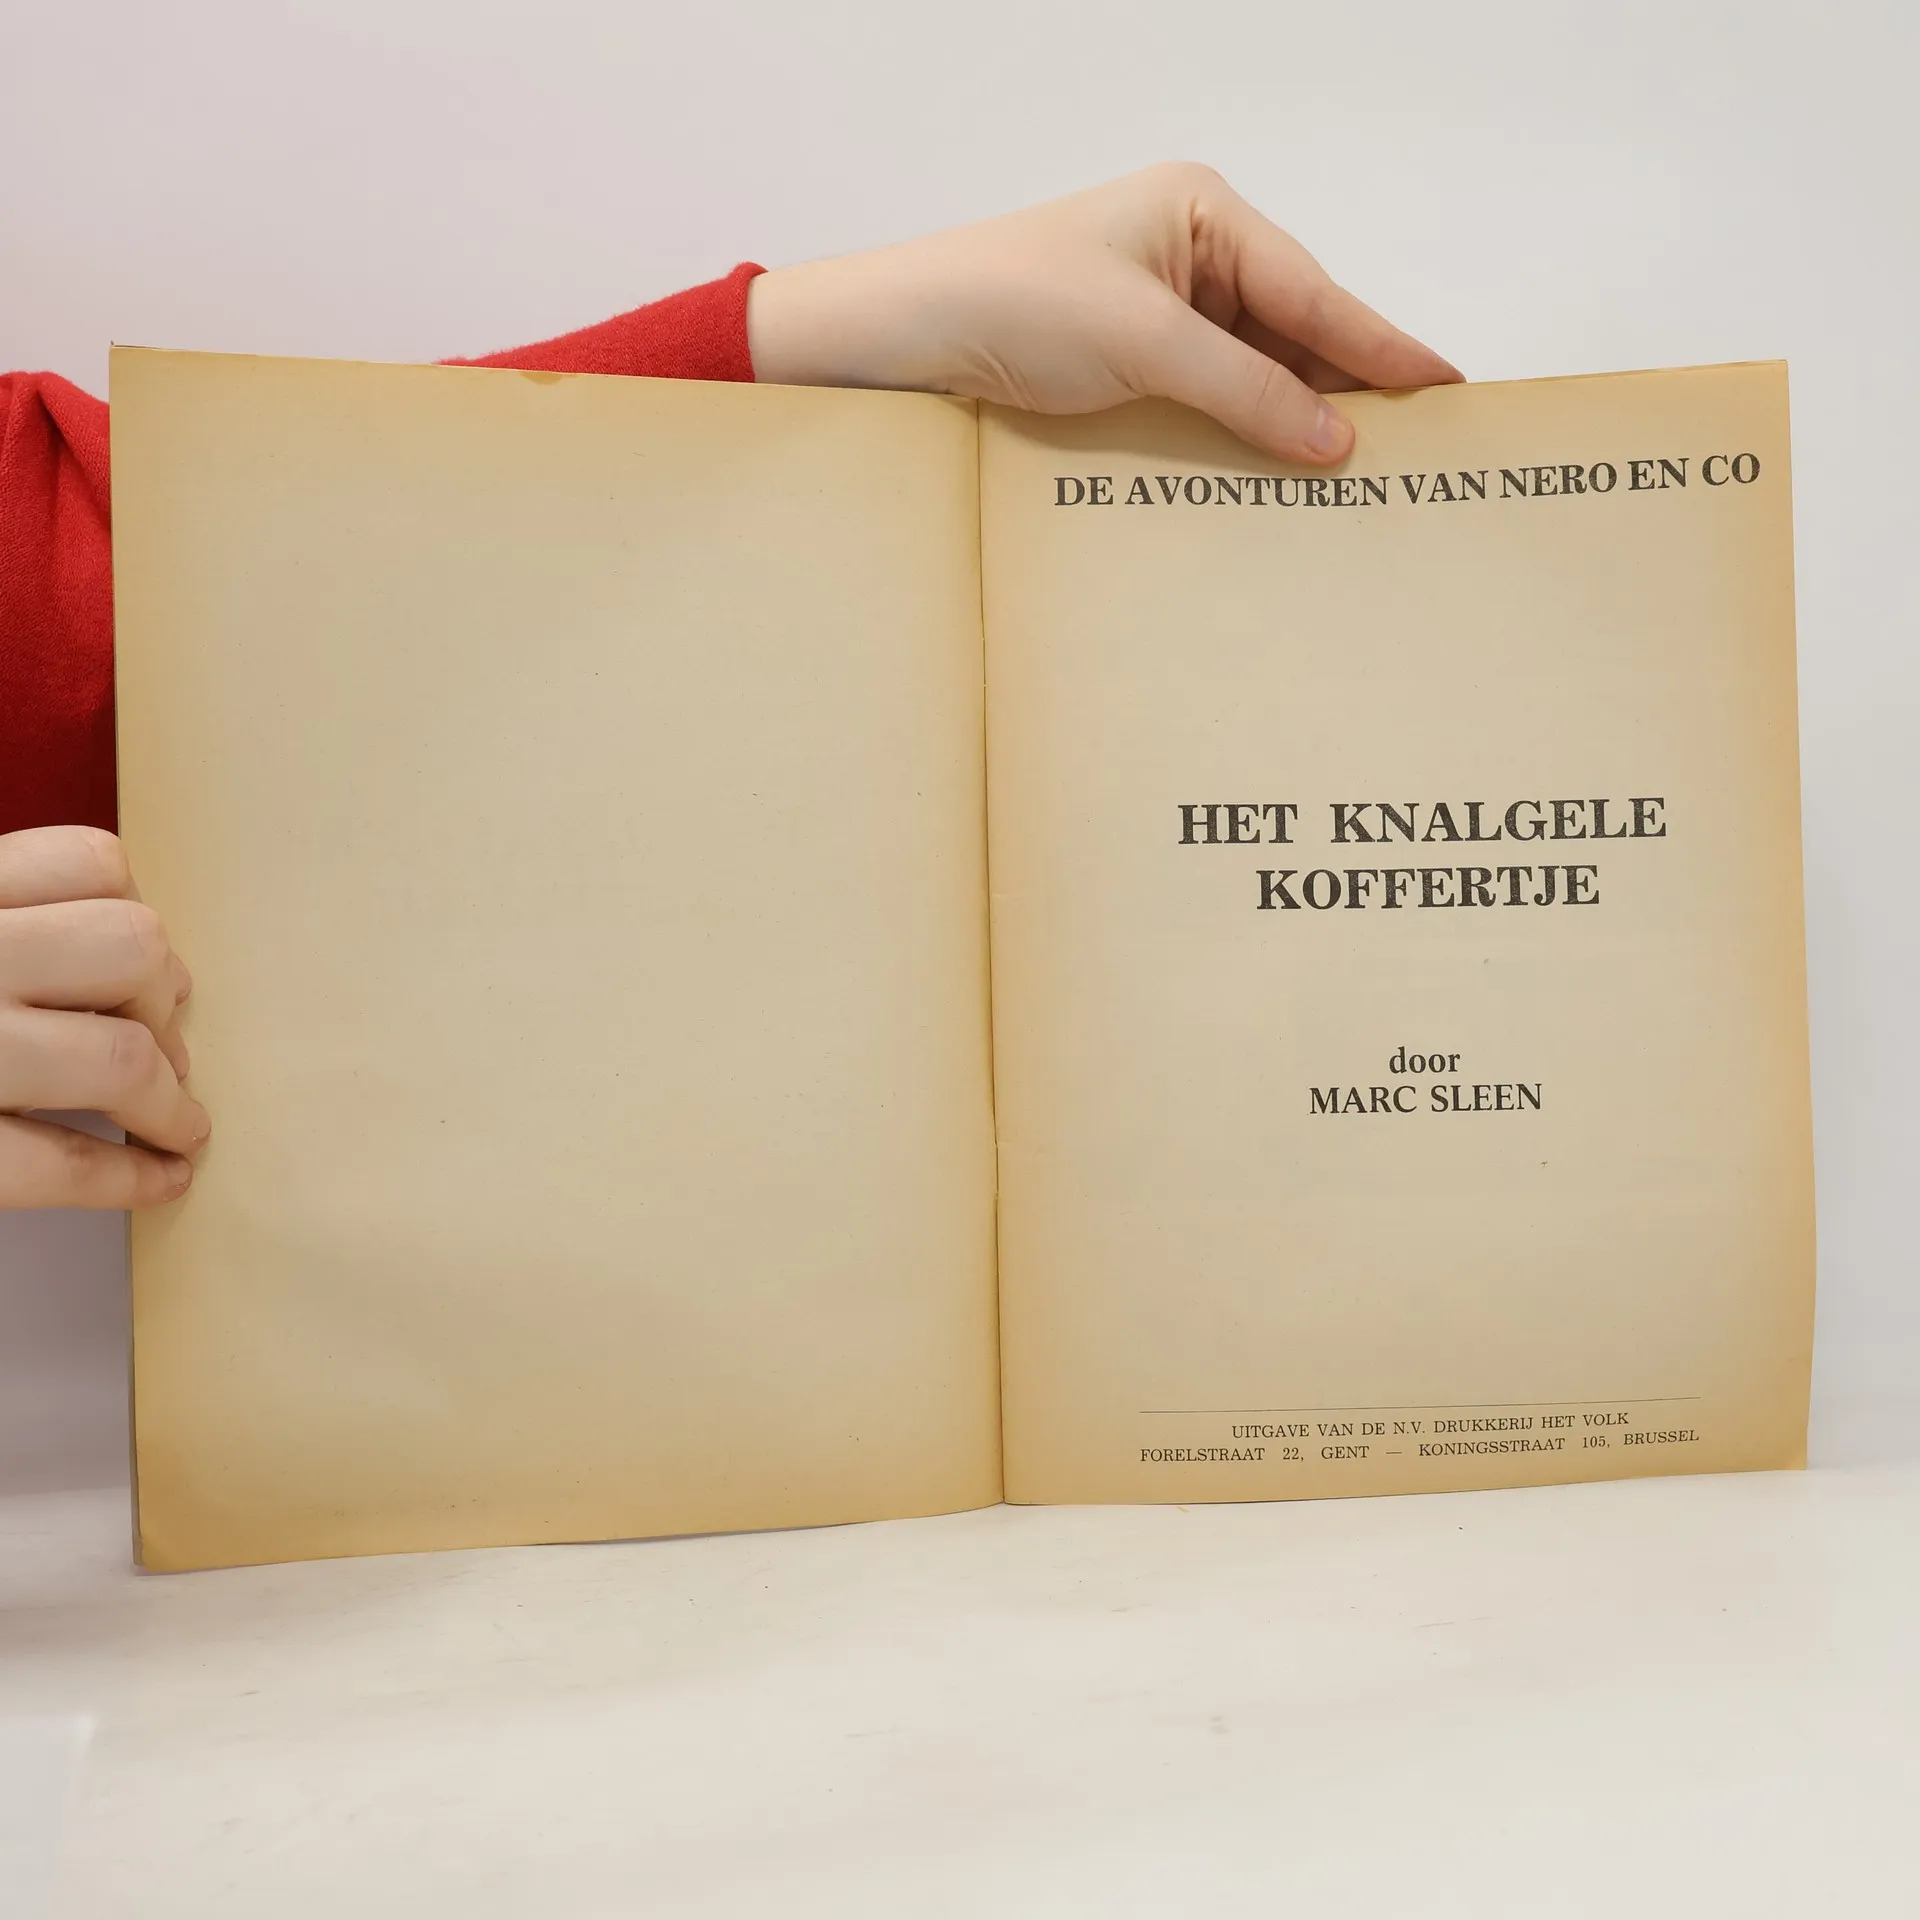 DE AVONTUREN VAN NERO EN CO
HET KNALGELE
KOFFERTJE
door
MARC SLEEN
UITGAVE VAN DE N.V. DRUKKERIJ HET VOLK
FORELSTRAAT 22, GENT — KONINGSSTRAAT 105, BRUSSEL